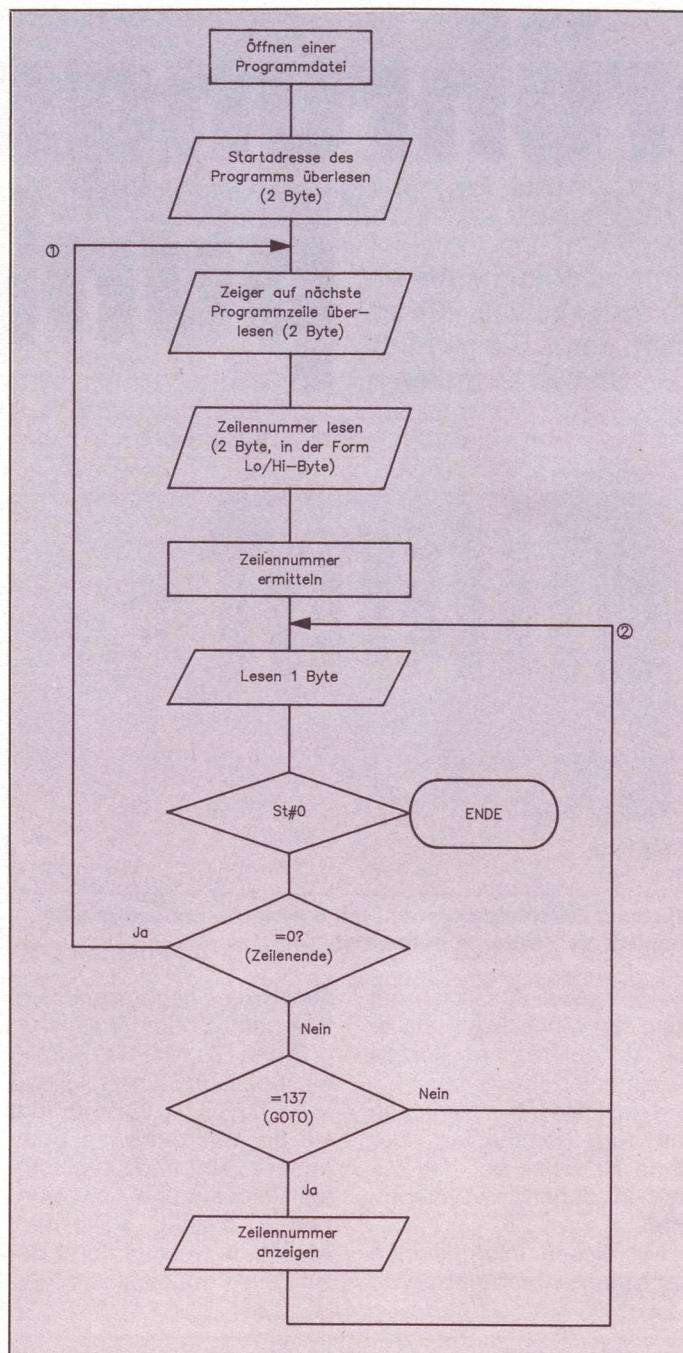 Öffnen einer
Programmdatei
Startadresse des
Programms überlesen
(2 Byte)
①
Zeiger auf nächste
Programmzeile über-
lesen (2 Byte)
Zeilennummer lesen
(2 Byte, in der Form
Lo/Hi-Byte)
Zeilennummer
ermitteln
②
Lesen 1 Byte
St#0
ENDE
Ja
=0?
(Zeilenende)
Nein
=137
(GOTO)
Nein
Ja
Zeilennummer
anzeigen